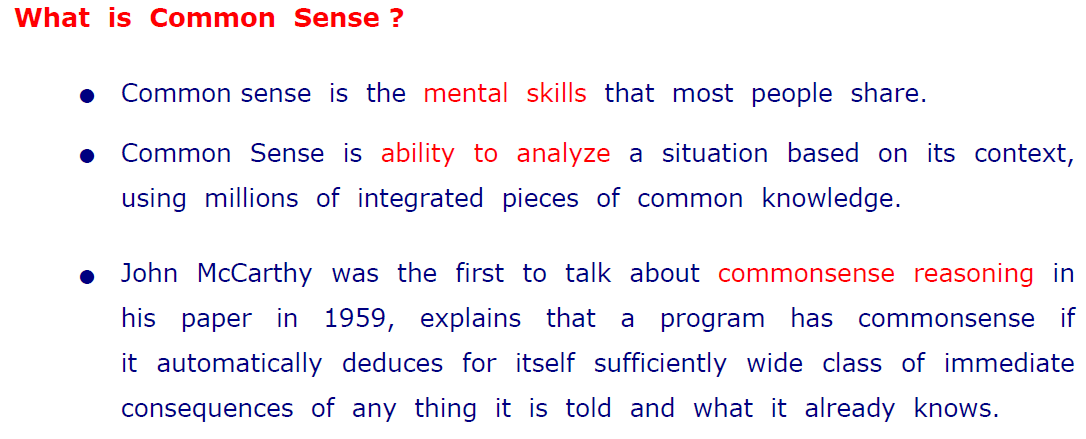 What is Common Sense ?
● Common sense is the mental skills that most people share.
● Common Sense is ability to analyze a situation based on its context,
using millions of integrated pieces of common knowledge.
● John McCarthy was the first to talk about commonsense reasoning in
his paper in 1959, explains that a program has commonsense if
it automatically deduces for itself sufficiently wide class of immediate
consequences of any thing it is told and what it already knows.